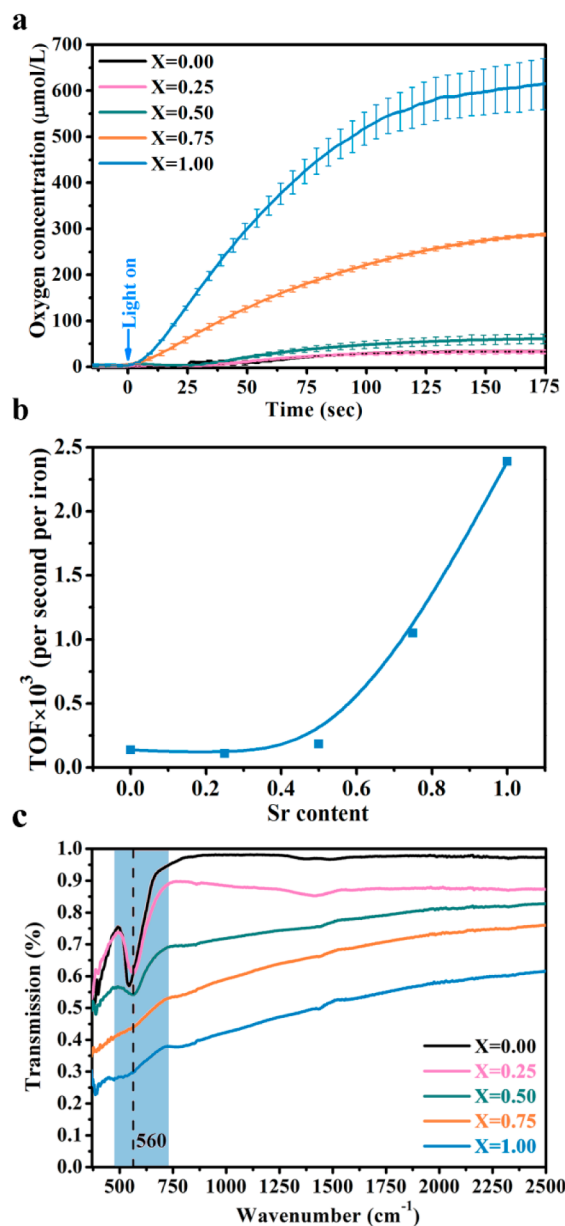 a
700
600
500
400
300
200
100
0
Oxygen concentration (μmol/L)
X=0.00
X=0.25
X=0.50
X=0.75
X=1.00
Light on
0 25 50 75 100 125 150 175
Time (sec)
b
2.5
2.0
1.5
1.0
0.5
0.0
TOF×10³ (per second per iron)
0.0 0.2 0.4 0.6 0.8 1.0
Sr content
c
1.0
0.9
0.8
0.7
0.6
0.5
0.4
0.3
0.2
0.1
0.0
Transmission (%)
560
X=0.00
X=0.25
X=0.50
X=0.75
X=1.00
500 750 1000 1250 1500 1750 2000 2250 2500
Wavenumber (cm⁻¹)